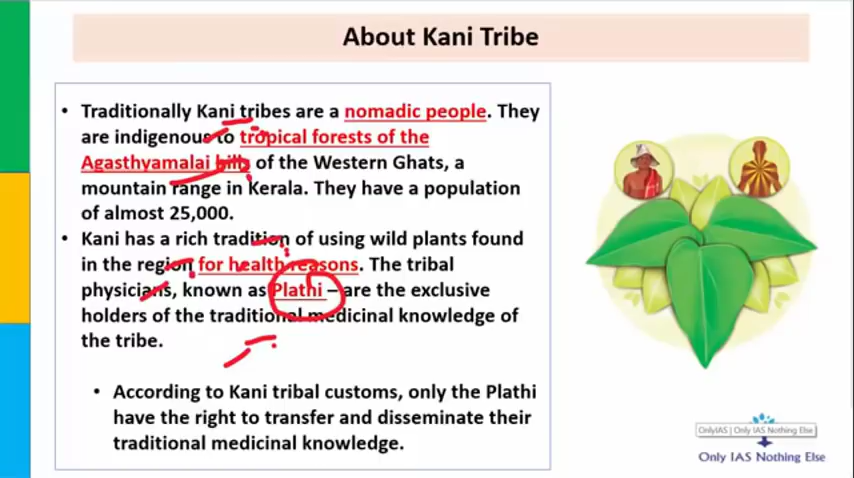 About Kani Tribe
• Traditionally Kani tribes are a nomadic people. They
are indigenous to tropical forests of the
Agasthyamalai hills of the Western Ghats, a
mountain range in Kerala. They have a population
of almost 25,000.
• Kani has a rich tradition of using wild plants found
in the region for health reasons. The tribal
physicians, known as Plathi – are the exclusive
holders of the traditional medicinal knowledge of
the tribe.
• According to Kani tribal customs, only the Plathi
have the right to transfer and disseminate their
traditional medicinal knowledge.
OnlyIAS | Only IAS Nothing Else
Only IAS Nothing Else